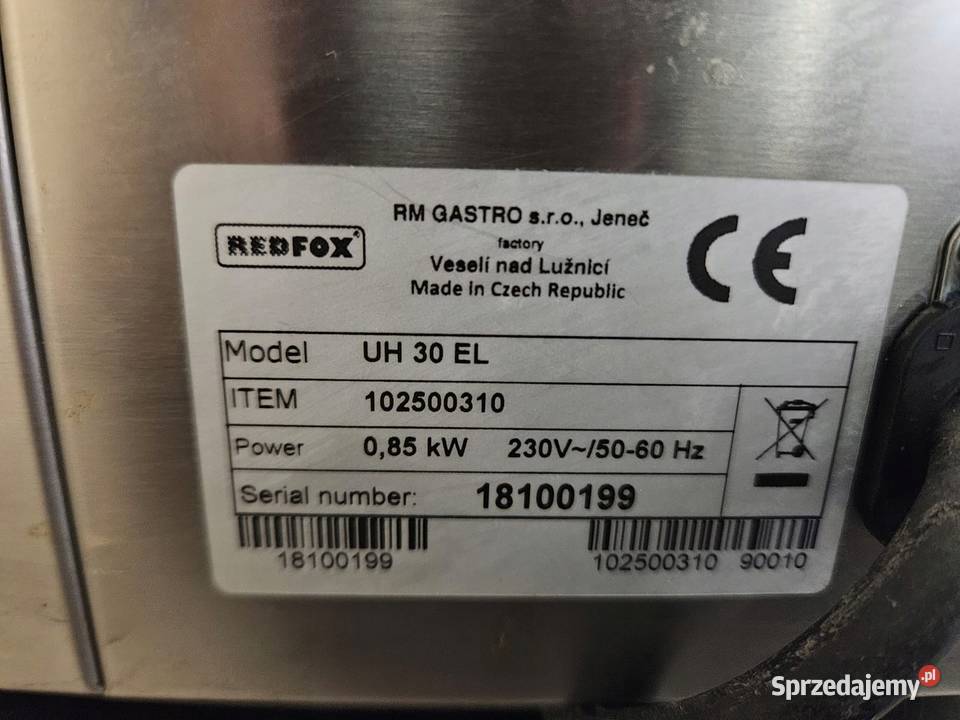 REDFOX
RM GASTRO s.r.o., Jeneč
factory
Veselí nad Lužnicí
Made in Czech Republic
CE
Model UH 30 EL
ITEM 102500310
Power 0,85 kW 230V~/50-60 Hz
Serial number: 18100199
18100199
102500310 90010
Sprzedajemy.pl